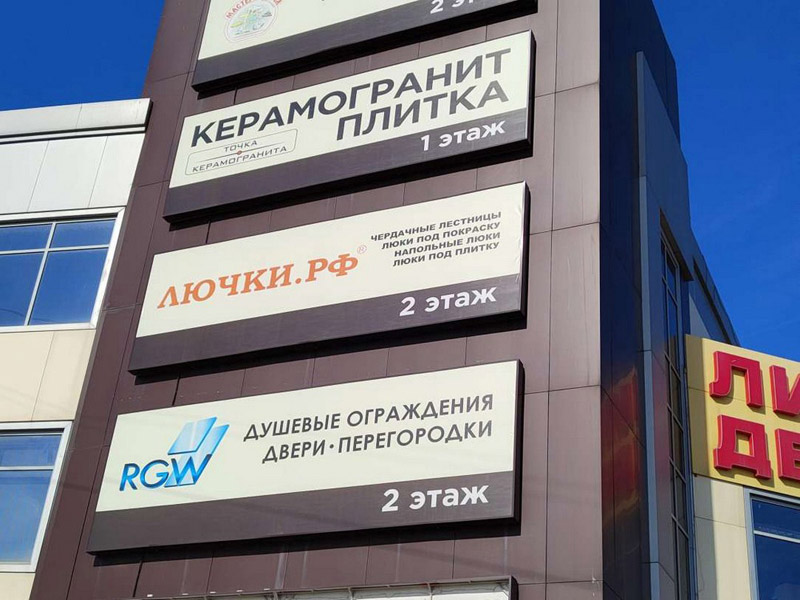 2 этаж
КЕРАМОГРАНИТ
ПЛИТКА
ТОЧКА
КЕРАМОГРАНИТА
1 этаж
ЛЮЧКИ.РФ®
ЧЕРДАЧНЫЕ ЛЕСТНИЦЫ
ЛЮКИ ПОД ПОКРАСКУ
НАПОЛЬНЫЕ ЛЮКИ
ЛЮКИ ПОД ПЛИТКУ
2 этаж
RGW
ДУШЕВЫЕ ОГРАЖДЕНИЯ
ДВЕРИ·ПЕРЕГОРОДКИ
2 этаж